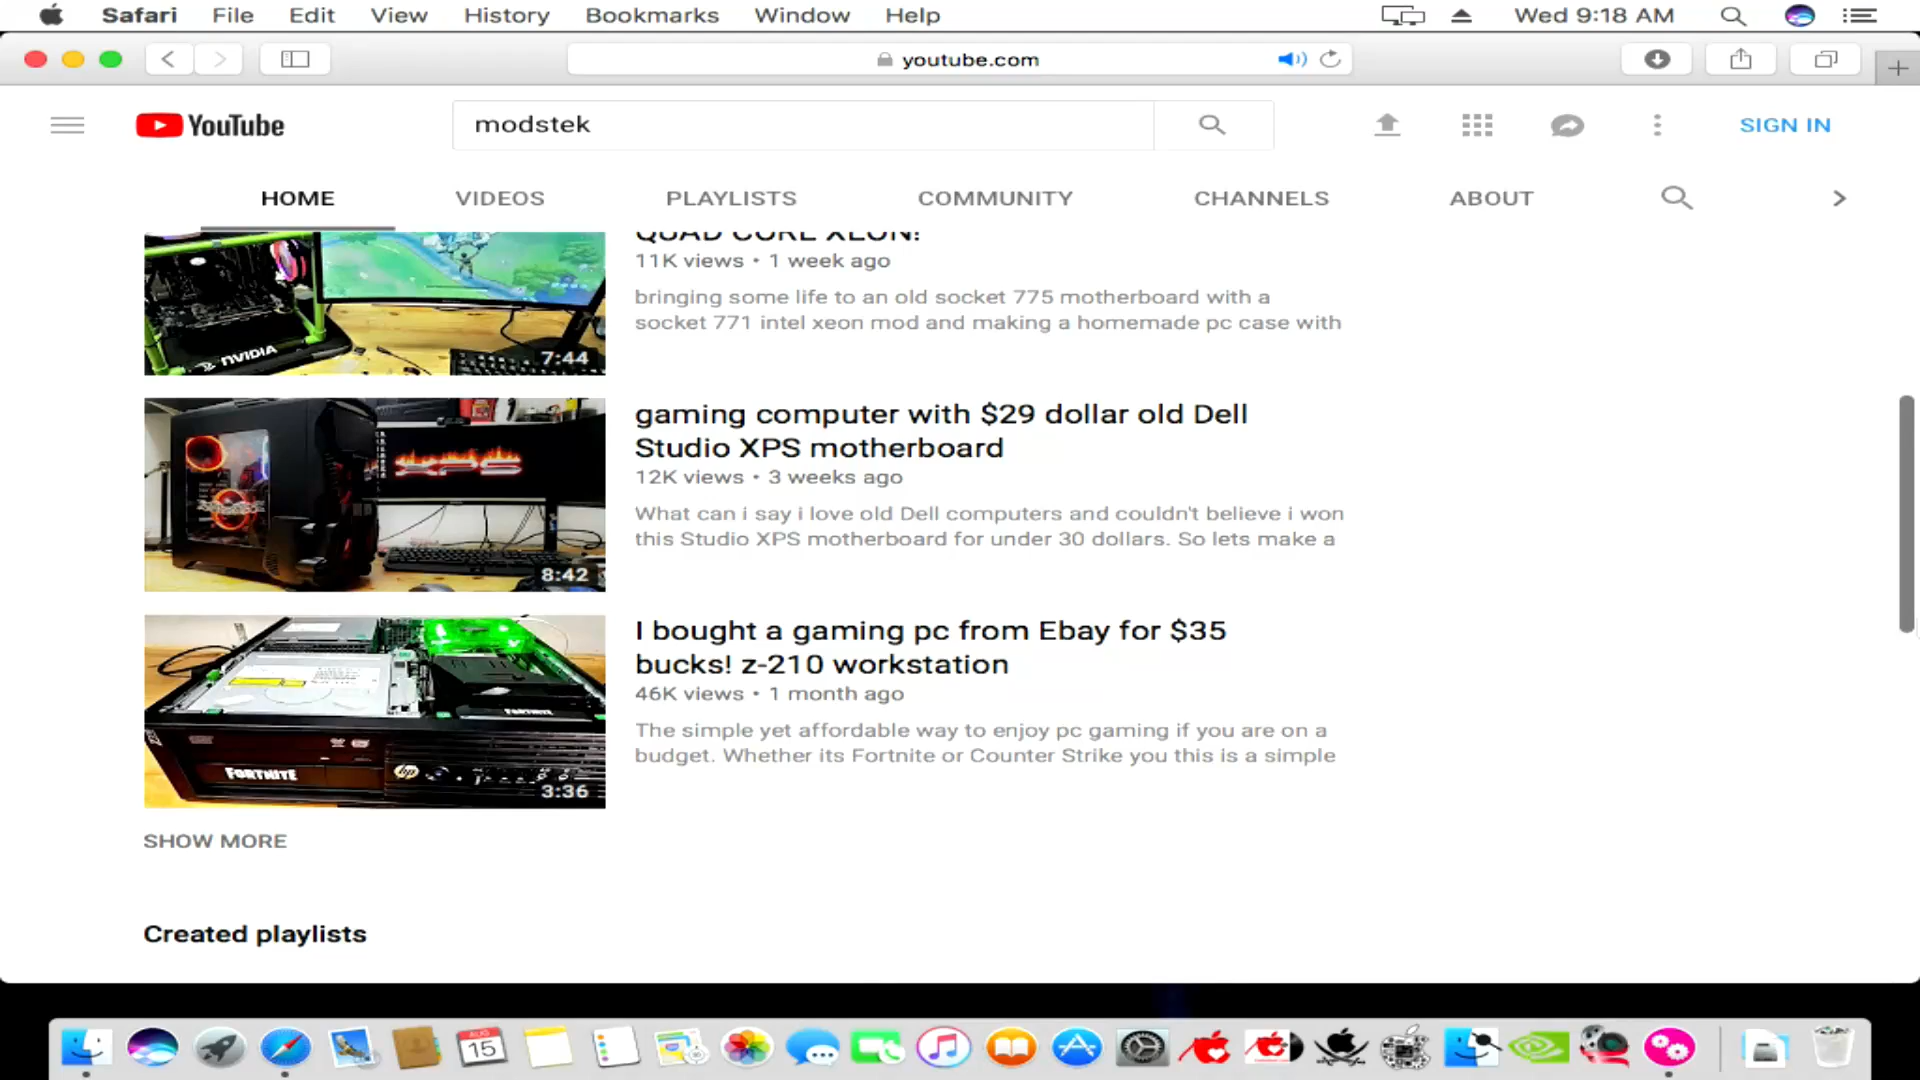 Safari File Edit View History Bookmarks Window Help Wed 9:18 AM
youtube.com
YouTube modstek SIGN IN
HOME VIDEOS PLAYLISTS COMMUNITY CHANNELS ABOUT
QUAD CORE XEON!
11K views • 1 week ago
bringing some life to an old socket 775 motherboard with a
socket 771 intel xeon mod and making a homemade pc case with
NVIDIA
7:44
gaming computer with $29 dollar old Dell
Studio XPS motherboard
12K views • 3 weeks ago
What can i say i love old Dell computers and couldn't believe i won
this Studio XPS motherboard for under 30 dollars. So lets make a
XPS
8:42
I bought a gaming pc from Ebay for $35
bucks! z-210 workstation
46K views • 1 month ago
The simple yet affordable way to enjoy pc gaming if you are on a
budget. Whether its Fortnite or Counter Strike you this is a simple
FORTNITE
FORTNITE
hp
3:36
SHOW MORE
Created playlists
AUG
15